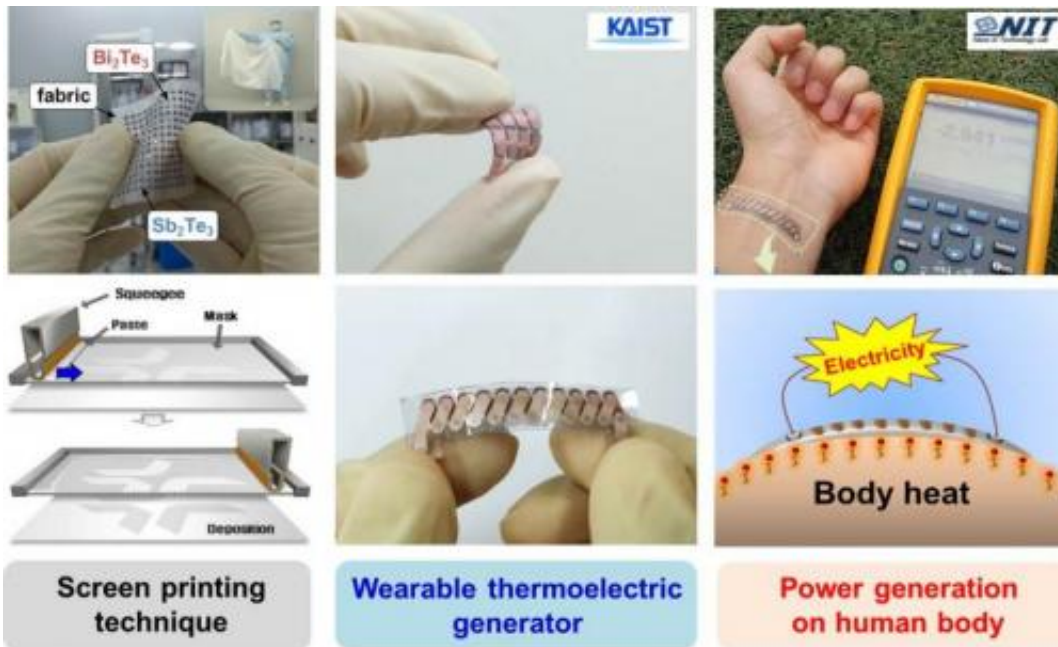 Bi₂Te₃
fabric
Sb₂Te₃
KAIST
NIT
Squeegee
Paste
Mask
Deposition
Electricity
Body heat
Screen printing
technique
Wearable thermoelectric
generator
Power generation
on human body